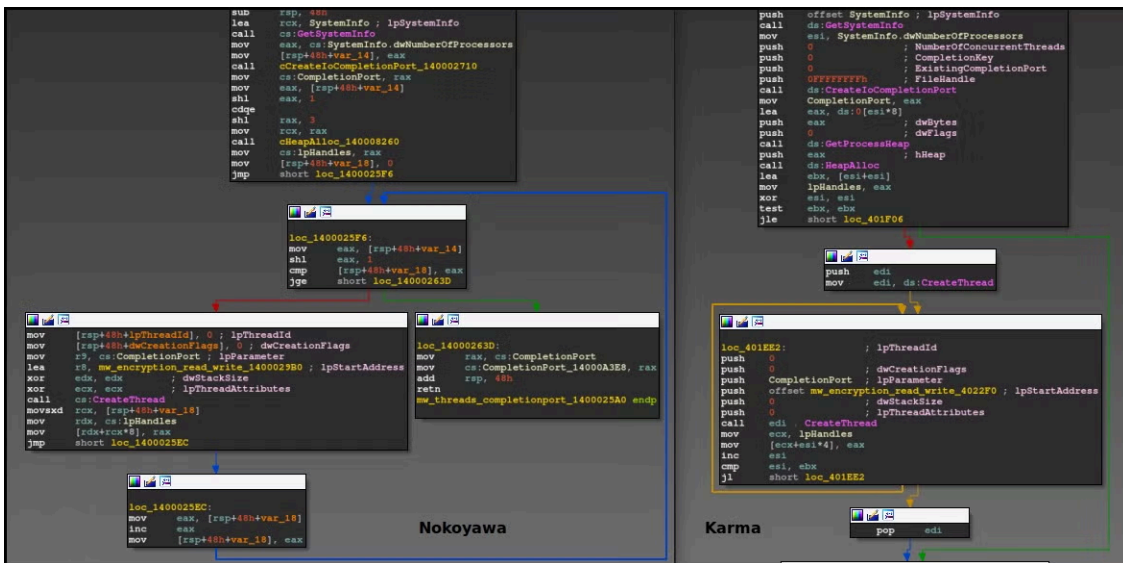 sub rsp, 48h
lea rcx, SystemInfo ; lpSystemInfo
call cs:GetSystemInfo
mov eax, cs:SystemInfo.dwNumberOfProcessors
mov [rsp+48h+var_14], eax
call cCreateIoCompletionPort_140002710
mov cs:CompletionPort, rax
mov eax, [rsp+48h+var_14]
shl eax, 1
cdqe
shl rax, 3
mov rcx, rax
call cHeapAlloc_140008260
mov cs:lpHandles, rax
mov [rsp+48h+var_18], 0
jmp short loc_1400025F6
loc_1400025F6:
mov eax, [rsp+48h+var_14]
shl eax, 1
cmp [rsp+48h+var_18], eax
jge short loc_14000263D
mov [rsp+48h+lpThreadId], 0 ; lpThreadId
mov [rsp+48h+dwCreationFlags], 0 ; dwCreationFlags
mov r9, cs:CompletionPort ; lpParameter
lea r8, mw_encryption_read_write_1400029B0 ; lpStartAddress
xor edx, edx ; dwStackSize
xor ecx, ecx ; lpThreadAttributes
call cs:CreateThread
movsxd rcx, [rsp+48h+var_18]
mov rdx, cs:lpHandles
mov [rdx+rcx*8], rax
jmp short loc_1400025EC
loc_14000263D:
mov rax, cs:CompletionPort
mov cs:CompletionPort_14000A3E8, rax
add rsp, 48h
retn
mw_threads_completionport_1400025A0 endp
loc_1400025EC:
mov eax, [rsp+48h+var_18]
inc eax
mov [rsp+48h+var_18], eax
Nokoyawa
push offset SystemInfo ; lpSystemInfo
call ds:GetSystemInfo
mov esi, SystemInfo.dwNumberOfProcessors
push 0 ; NumberOfConcurrentThreads
push 0 ; CompletionKey
push 0 ; ExistingCompletionPort
push 0FFFFFFFFh ; FileHandle
call ds:CreateIoCompletionPort
mov CompletionPort, eax
lea eax, ds:0[esi*8]
push eax ; dwBytes
push 0 ; dwFlags
call ds:GetProcessHeap
push eax ; hHeap
call ds:HeapAlloc
lea ebx, [esi+esi]
mov lpHandles, eax
xor esi, esi
test ebx, ebx
jle short loc_401F06
push edi
mov edi, ds:CreateThread
loc_401EE2: ; lpThreadId
push 0
push 0 ; dwCreationFlags
push CompletionPort ; lpParameter
push offset mw_encryption_read_write_4022F0 ; lpStartAddress
push 0 ; dwStackSize
push 0 ; lpThreadAttributes
call edi ; CreateThread
mov ecx, lpHandles
mov [ecx+esi*4], eax
inc esi
cmp esi, ebx
jl short loc_401EE2
pop edi
Karma